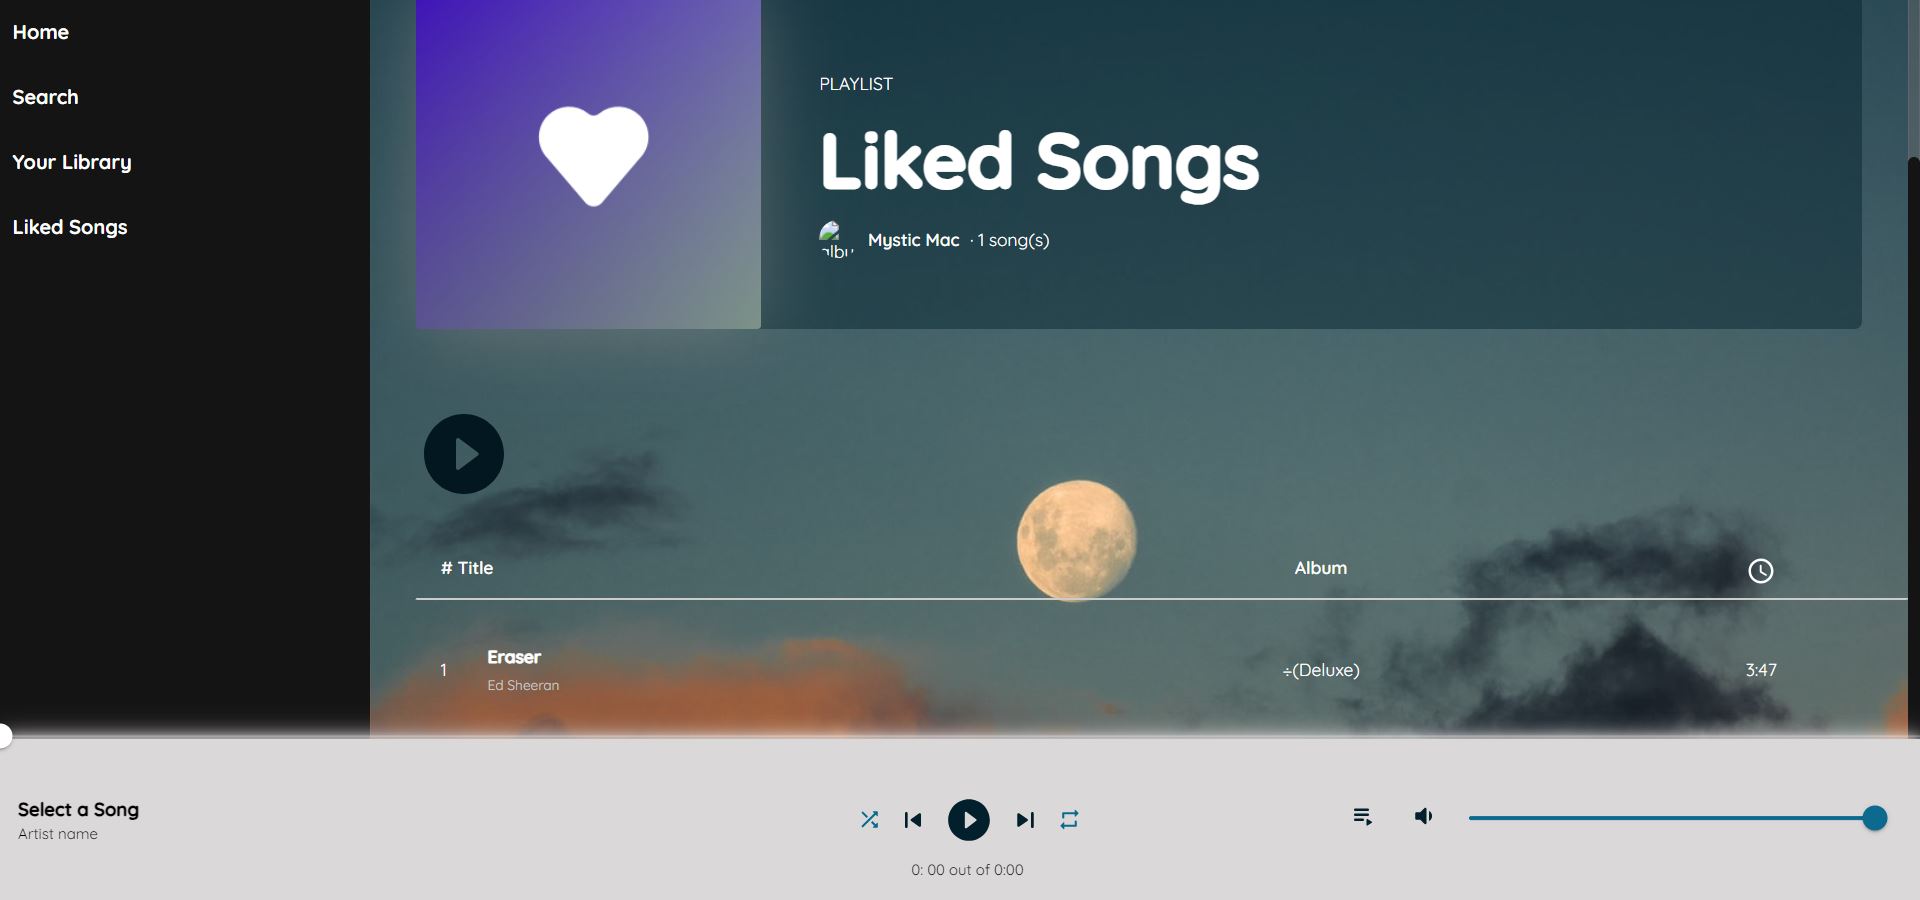 Home
Search
Your Library
Liked Songs
PLAYLIST
Liked Songs
Mystic Mac · 1 song(s)
# Title Album
1 Eraser ÷(Deluxe) 3:47
Ed Sheeran
Select a Song
Artist name
0: 00 out of 0:00